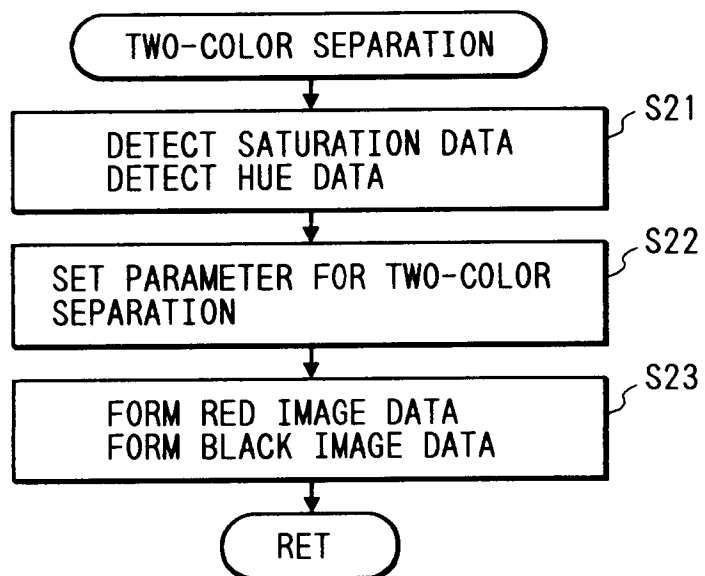 TWO-COLOR SEPARATION
S21
DETECT SATURATION DATA
DETECT HUE DATA
S22
SET PARAMETER FOR TWO-COLOR
SEPARATION
S23
FORM RED IMAGE DATA
FORM BLACK IMAGE DATA
RET